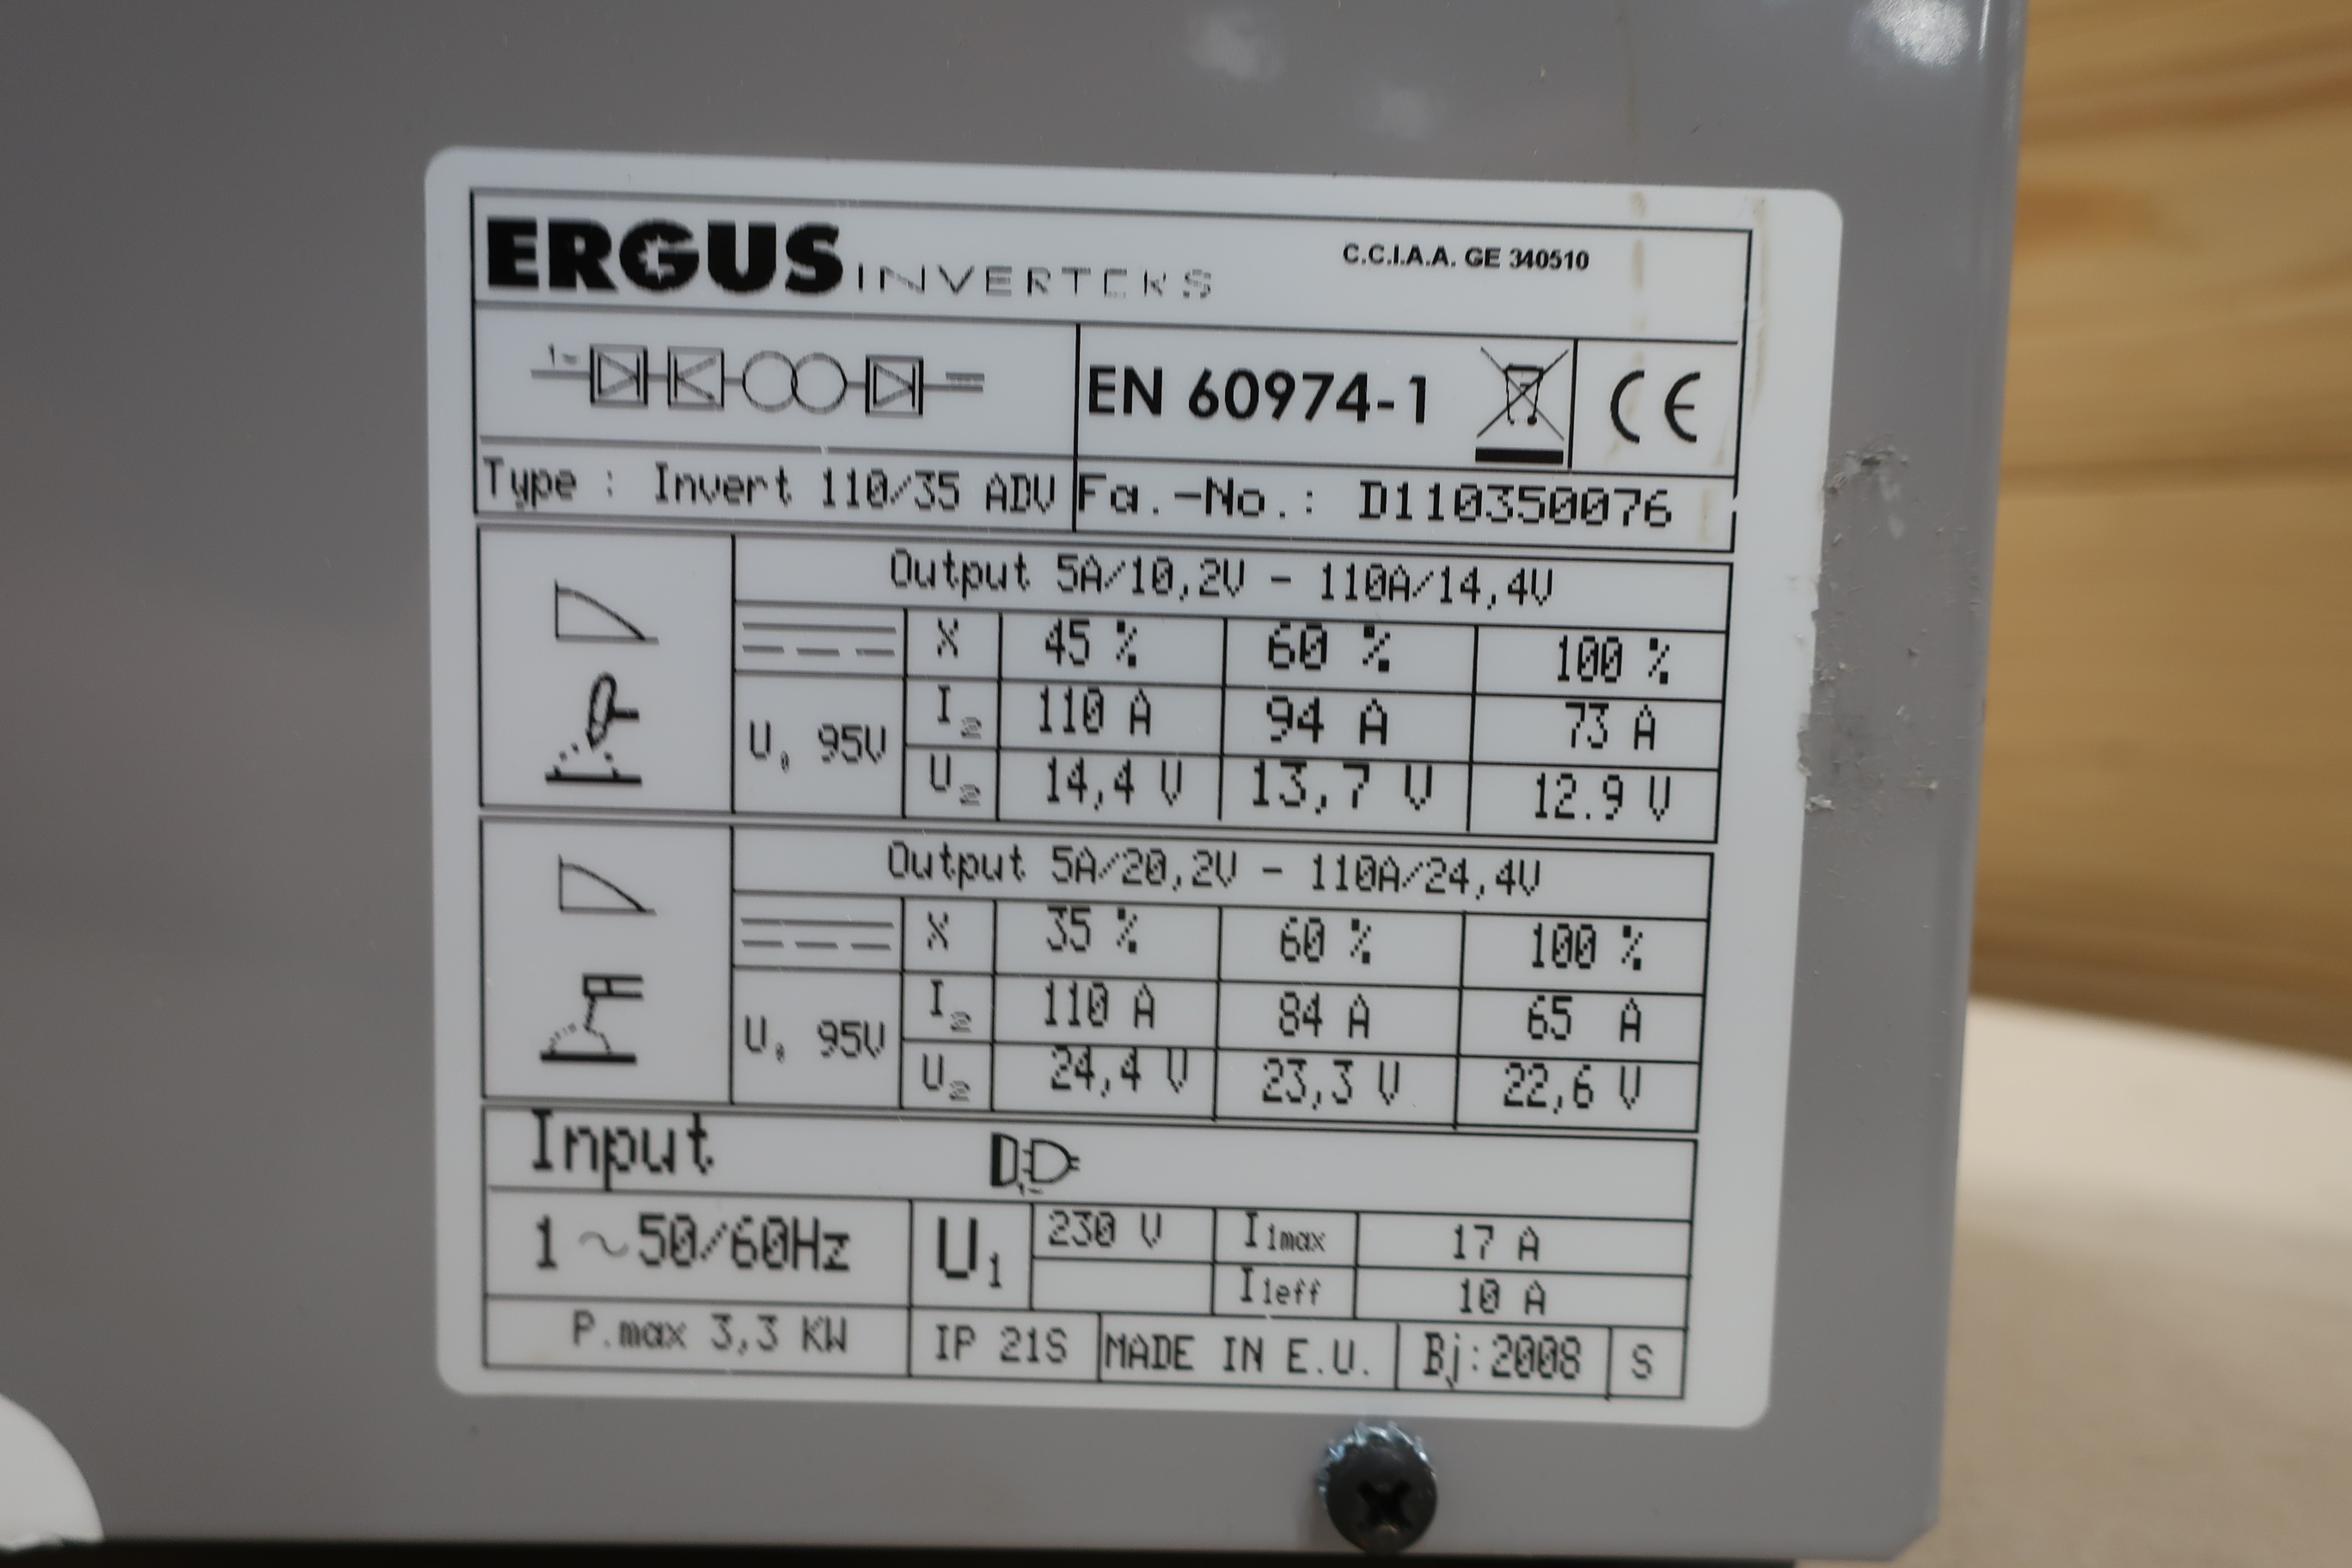 ERGUS INVERTERS
C.C.I.A.A. GE 340510
1~
EN 60974-1
CE
Type : Invert 110/35 ADV
Fa.-No.: D110350076
Output 5A/10,2V - 110A/14,4V
X 45 % 60 % 100 %
U0 95V
I2 110 A 94 A 73 A
U2 14,4 V 13,7 V 12.9 V
Output 5A/20,2V - 110A/24,4V
X 35 % 60 % 100 %
U0 95V
I2 110 A 84 A 65 A
U2 24,4 V 23,3 V 22,6 V
Input
1~
1 ~ 50/60Hz
U1 230 V I1max 17 A
I1eff 10 A
P.max 3,3 KW IP 21S MADE IN E.U. Bj:2008 S